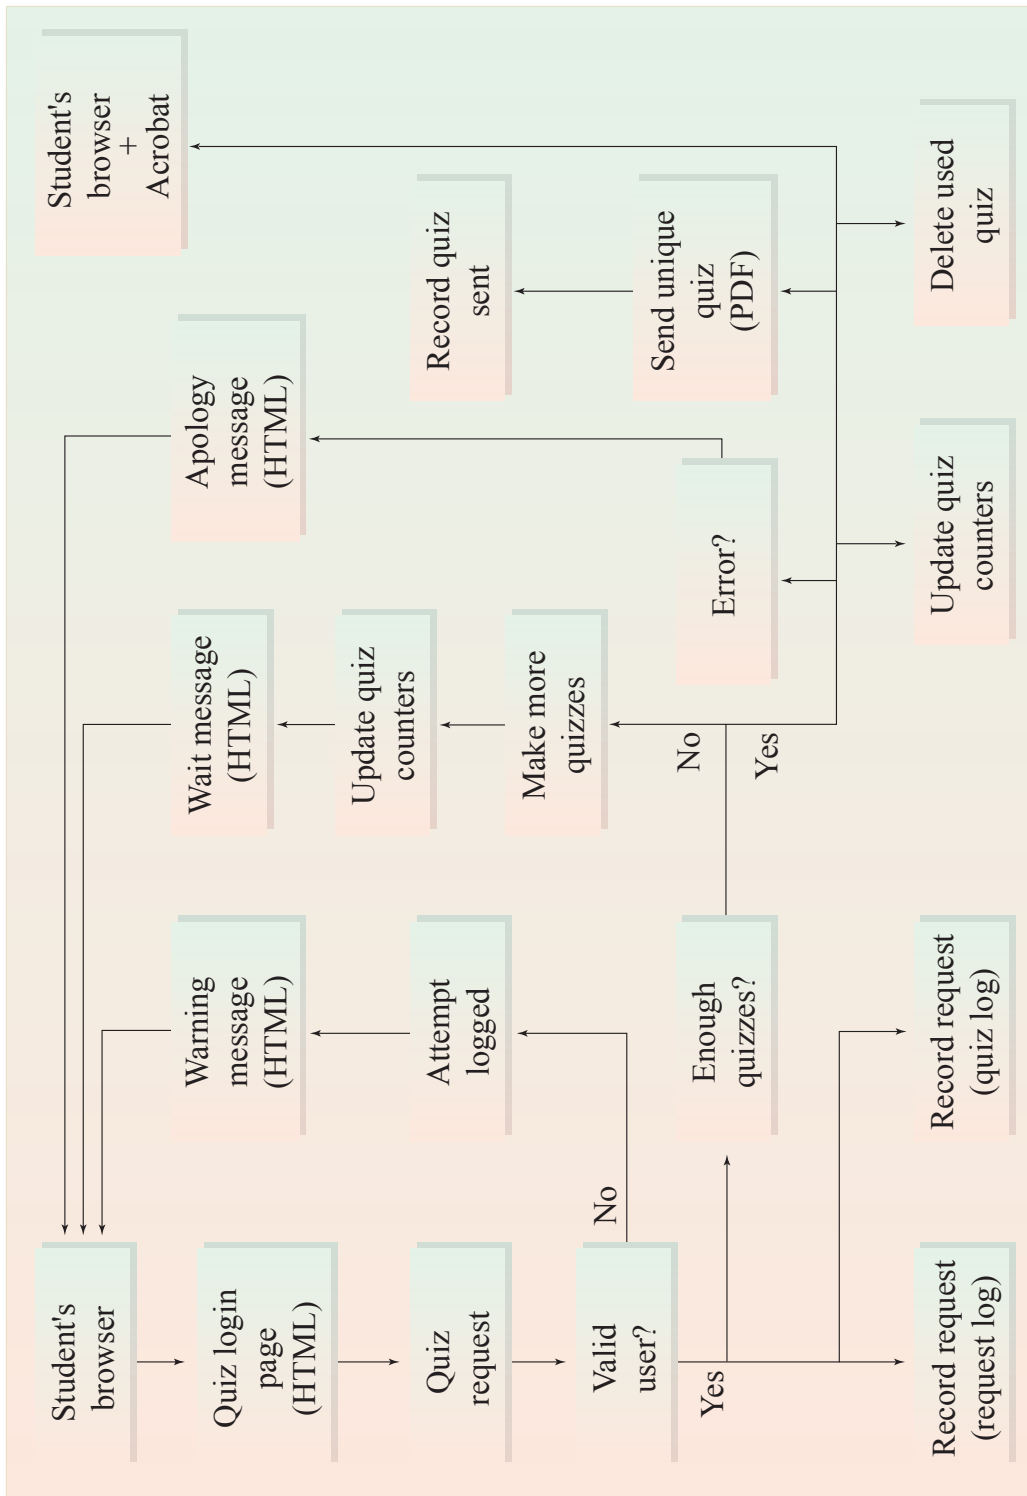 Student's
browser
Quiz login
page
(HTML)
Quiz
request
Valid
user?
No
Yes
Record request
(request log)
Warning
message
(HTML)
Attempt
logged
Enough
quizzes?
Record request
(quiz log)
Wait message
(HTML)
Update quiz
counters
Make more
quizzes
No
Yes
Apology
message
(HTML)
Error?
Update quiz
counters
Student's
browser
+
Acrobat
Record quiz
sent
Send unique
quiz
(PDF)
Delete used
quiz